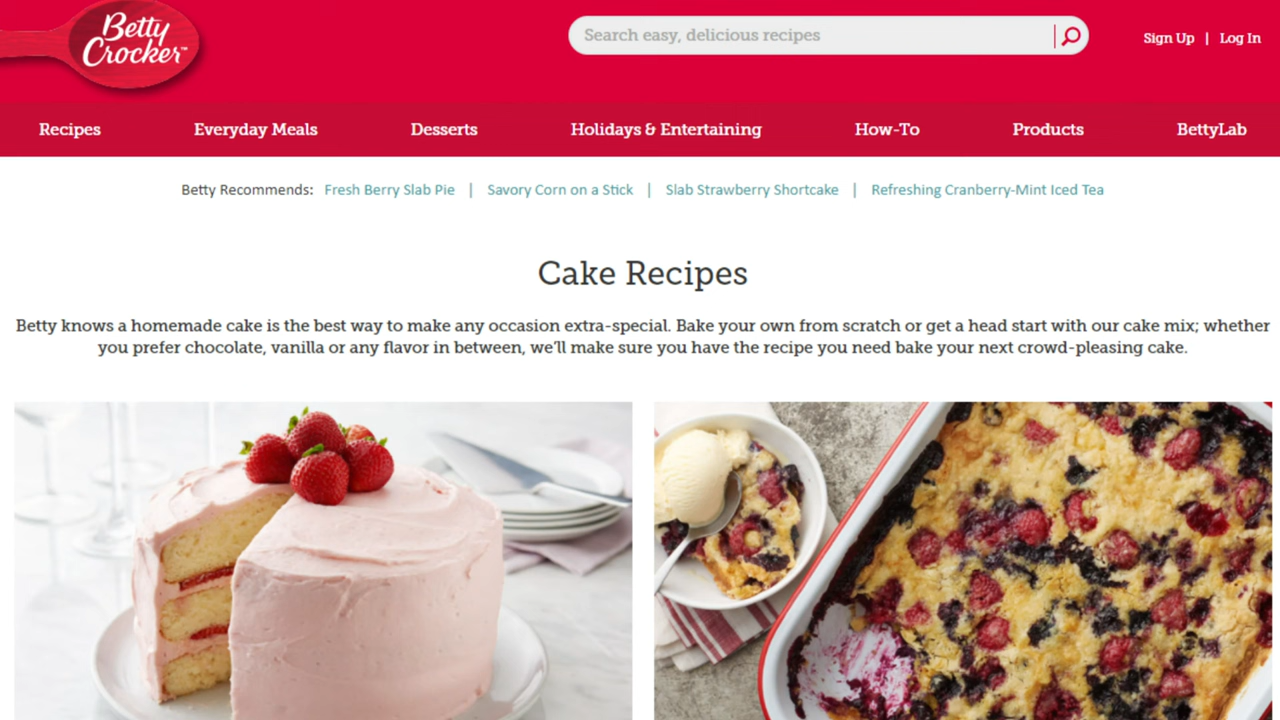 Betty
Crocker™
Search easy, delicious recipes
Sign Up | Log In
Recipes Everyday Meals Desserts Holidays & Entertaining How-To Products BettyLab
Betty Recommends: Fresh Berry Slab Pie | Savory Corn on a Stick | Slab Strawberry Shortcake | Refreshing Cranberry-Mint Iced Tea
Cake Recipes
Betty knows a homemade cake is the best way to make any occasion extra-special. Bake your own from scratch or get a head start with our cake mix; whether
you prefer chocolate, vanilla or any flavor in between, we'll make sure you have the recipe you need bake your next crowd-pleasing cake.